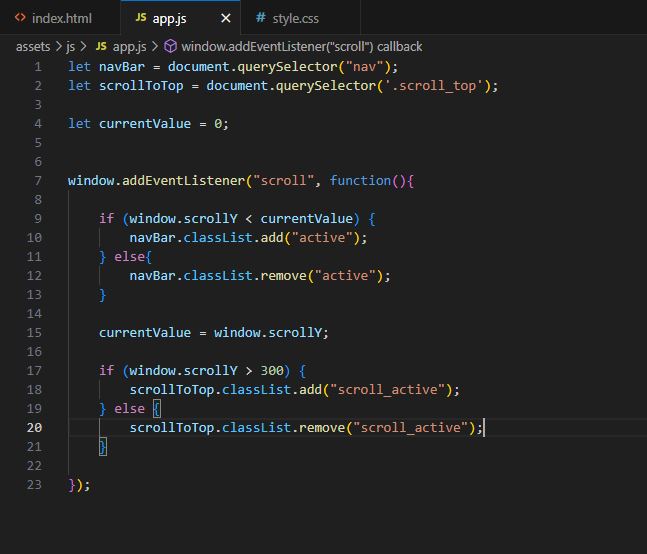 <> index.html JS app.js × # style.css
assets > js > JS app.js > window.addEventListener("scroll") callback
1 let navBar = document.querySelector("nav");
2 let scrollToTop = document.querySelector('.scroll_top');
3
4 let currentValue = 0;
5
6
7 window.addEventListener("scroll", function(){
8
9     if (window.scrollY < currentValue) {
10         navBar.classList.add("active");
11     } else{
12         navBar.classList.remove("active");
13     }
14
15     currentValue = window.scrollY;
16
17     if (window.scrollY > 300) {
18         scrollToTop.classList.add("scroll_active");
19     } else {
20         scrollToTop.classList.remove("scroll_active");
21     }
22
23 });